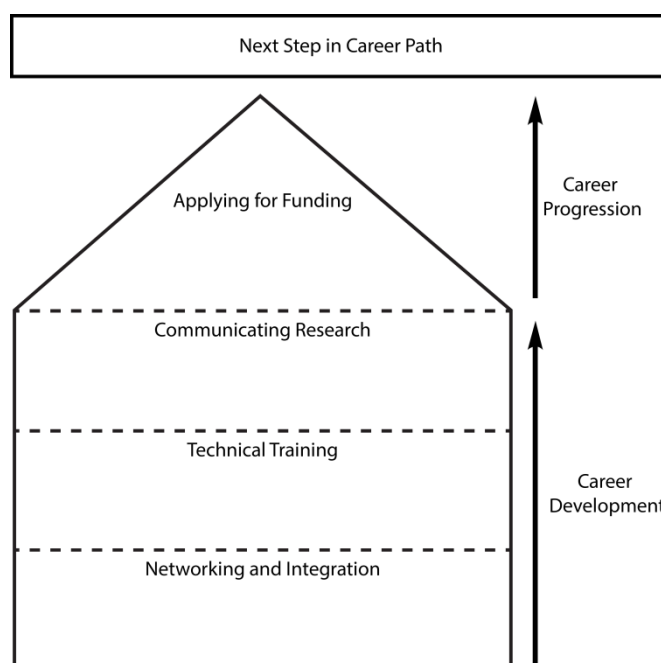 Next Step in Career Path
Applying for Funding
Career
Progression
Communicating Research
Technical Training
Career
Development
Networking and Integration